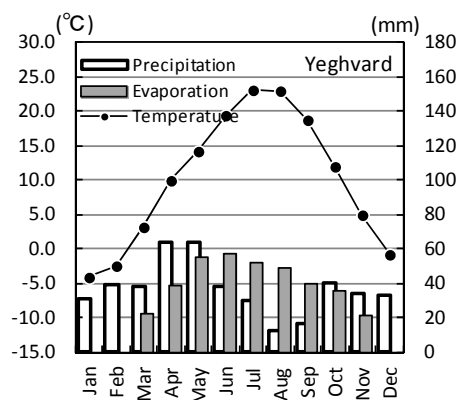 (℃) (mm)
30.0 180
Precipitation Yeghvard
25.0 160
Evaporation
20.0 140
Temperature
15.0 120
10.0 100
5.0 80
0.0 60
-5.0 40
-10.0 20
-15.0 0
Jan Feb Mar Apr May Jun Jul Aug Sep Oct Nov Dec